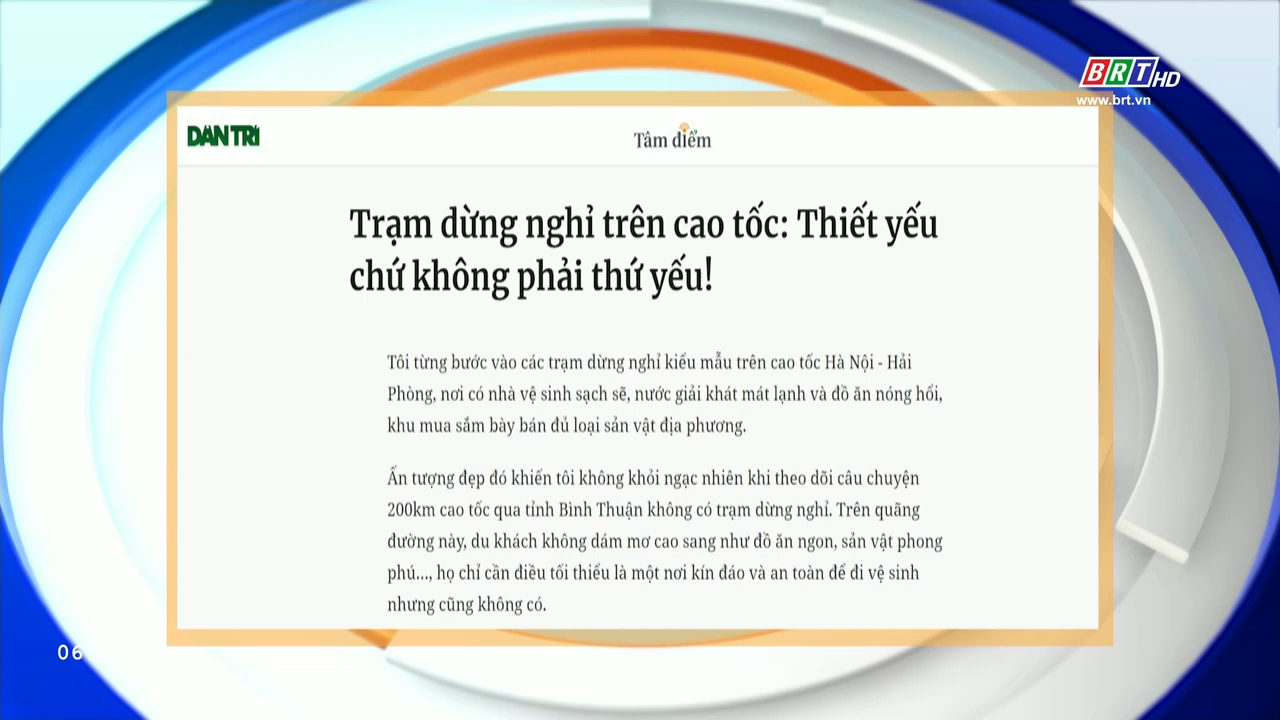 BRT HD
www.brt.vn
DÂN TRÍ
Tâm điểm
Trạm dừng nghỉ trên cao tốc: Thiết yếu
chứ không phải thứ yếu!
Tôi từng bước vào các trạm dừng nghỉ kiểu mẫu trên cao tốc Hà Nội - Hải
Phòng, nơi có nhà vệ sinh sạch sẽ, nước giải khát mát lạnh và đồ ăn nóng hổi,
khu mua sắm bày bán đủ loại sản vật địa phương.
Ấn tượng đẹp đó khiến tôi không khỏi ngạc nhiên khi theo dõi câu chuyện
200km cao tốc qua tỉnh Bình Thuận không có trạm dừng nghỉ. Trên quãng
đường này, du khách không dám mơ cao sang như đồ ăn ngon, sản vật phong
phú..., họ chỉ cần điều tối thiểu là một nơi kín đáo và an toàn để đi vệ sinh
nhưng cũng không có.
06